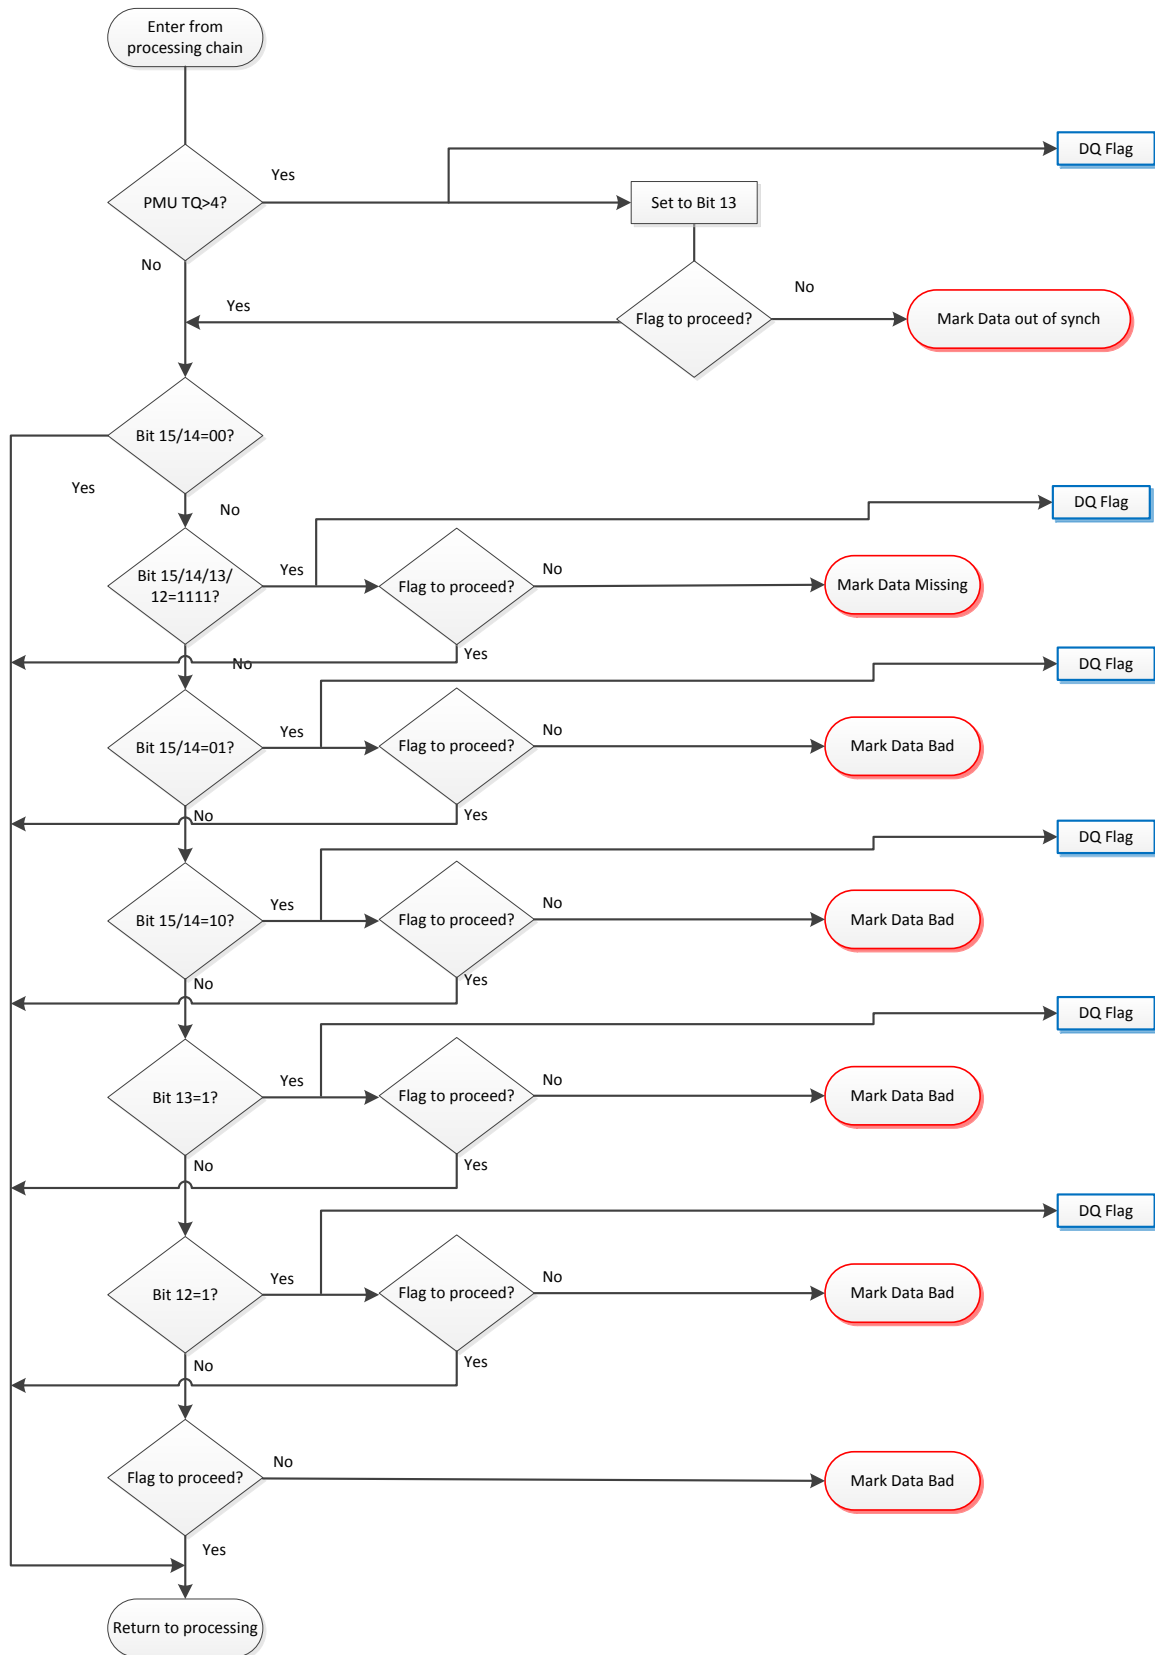 Enter from
processing chain
DQ Flag
Yes
PMU TQ>4?
Set to Bit 13
No
No
Yes
Flag to proceed?
Mark Data out of synch
Bit 15/14=00?
Yes
No
DQ Flag
Bit 15/14/13/
12=1111?
Yes
Flag to proceed?
No
Mark Data Missing
Yes
No
DQ Flag
Bit 15/14=01?
Yes
Flag to proceed?
No
Mark Data Bad
Yes
No
DQ Flag
Bit 15/14=10?
Yes
Flag to proceed?
No
Mark Data Bad
Yes
No
DQ Flag
Bit 13=1?
Yes
Flag to proceed?
No
Mark Data Bad
Yes
No
DQ Flag
Bit 12=1?
Yes
Flag to proceed?
No
Mark Data Bad
Yes
No
Flag to proceed?
No
Mark Data Bad
Yes
Return to processing